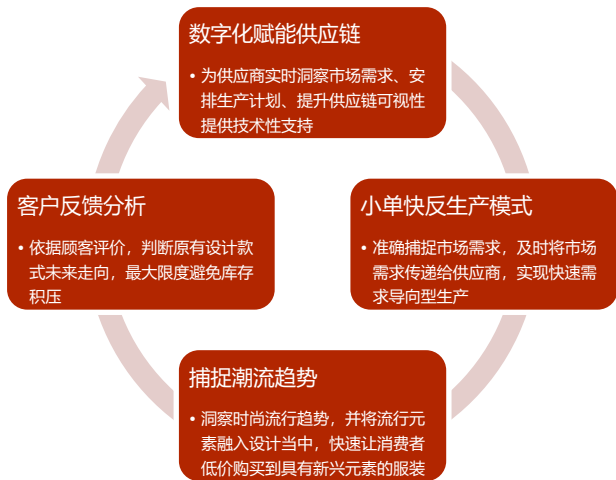 数字化赋能供应链
• 为供应商实时洞察市场需求、安
排生产计划、提升供应链可视性
提供技术性支持
客户反馈分析
• 依据顾客评价，判断原有设计款
式未来走向，最大限度避免库存
积压
小单快反生产模式
• 准确捕捉市场需求，及时将市场
需求传递给供应商，实现快速需
求导向型生产
捕捉潮流趋势
• 洞察时尚流行趋势，并将流行元
素融入设计当中，快速让消费者
低价购买到具有新兴元素的服装